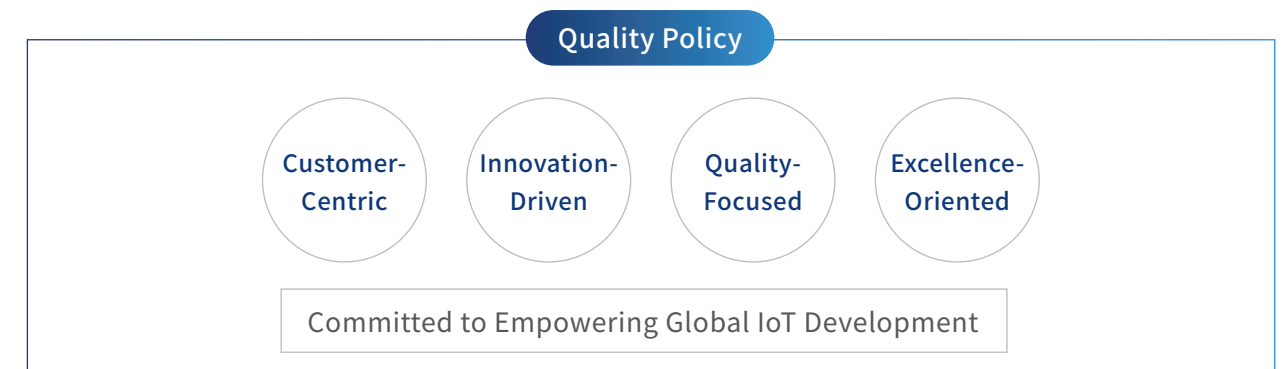 Quality Policy
Customer-
Centric
Innovation-
Driven
Quality-
Focused
Excellence-
Oriented
Committed to Empowering Global IoT Development